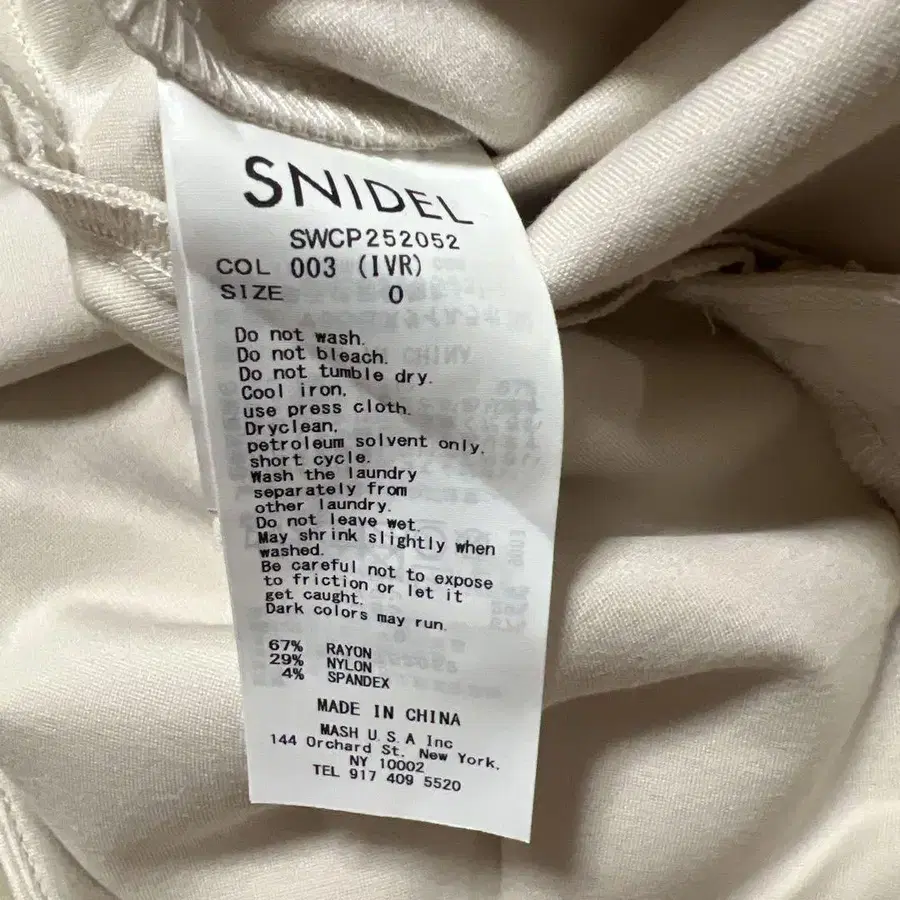 SNIDEL
SWCP252052
COL 003 (IVR)
SIZE 0
Do not wash.
Do not bleach.
Do not tumble dry.
Cool iron,
use press cloth.
Dryclean,
petroleum solvent only,
short cycle.
Wash the laundry
separately from
other laundry.
Do not leave wet.
May shrink slightly when
washed.
Be careful not to expose
to friction or let it
get caught.
Dark colors may run.
67% RAYON
29% NYLON
4% SPANDEX
MADE IN CHINA
MASH U.S.A Inc
144 Orchard St. New York,
NY 10002
TEL 917 409 5520